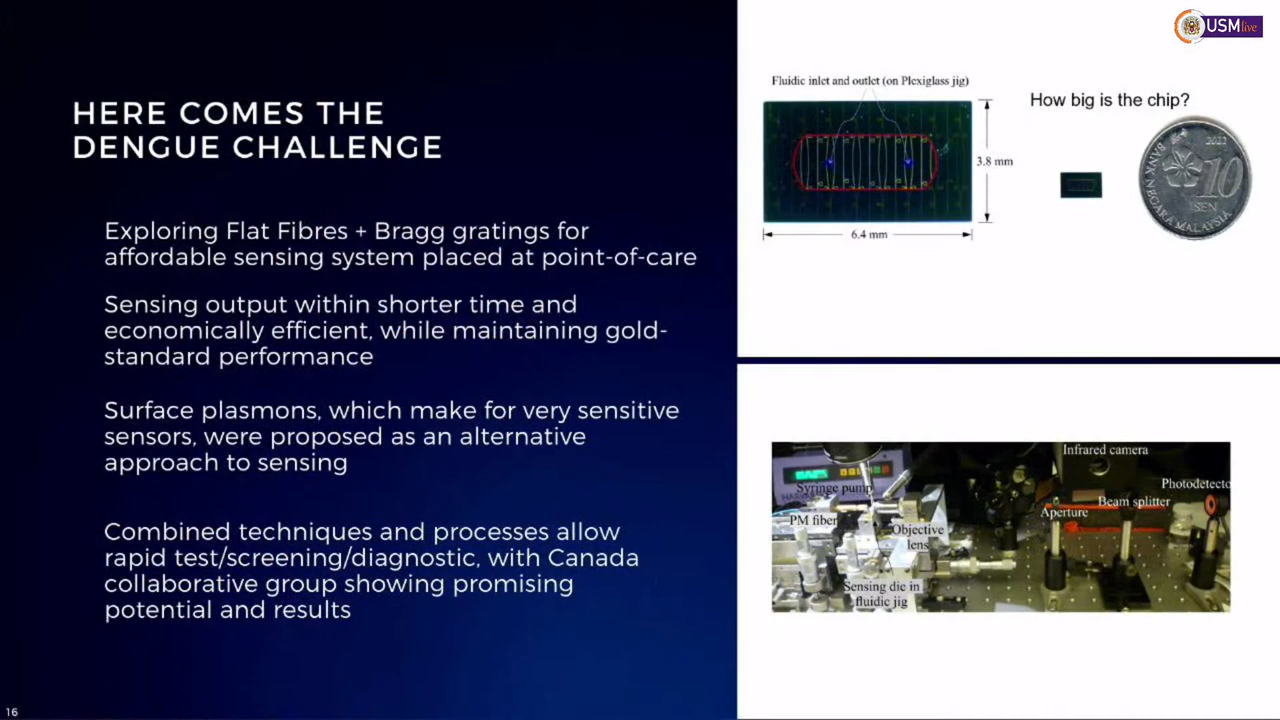 USMlive
HERE COMES THE
DENGUE CHALLENGE
Exploring Flat Fibres + Bragg gratings for
affordable sensing system placed at point-of-care
Sensing output within shorter time and
economically efficient, while maintaining gold-
standard performance
Surface plasmons, which make for very sensitive
sensors, were proposed as an alternative
approach to sensing
Combined techniques and processes allow
rapid test/screening/diagnostic, with Canada
collaborative group showing promising
potential and results
16
Fluidic inlet and outlet (on Plexiglass jig)
3.8 mm
6.4 mm
How big is the chip?
2022
BANK NEGARA MALAYSIA
10
SEN
Infrared camera
Syringe pump
Photodetecto
Beam splitter
Aperture
PM fiber
Objective
lens
Sensing die in
fluidic jig